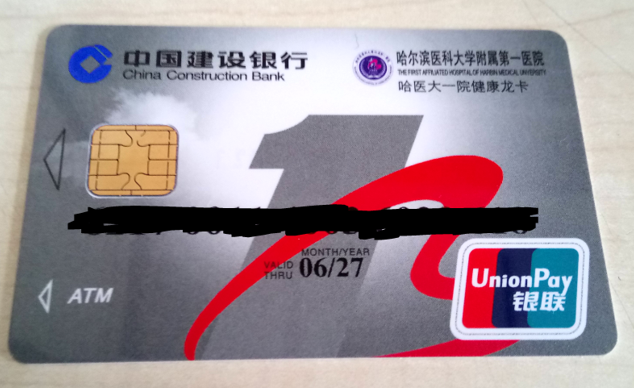 中国建设银行
China Construction Bank
哈尔滨医科大学附属第一医院
THE FIRST AFFILIATED HOSPITAL OF HARBIN MEDICAL UNIVERSITY
哈医大一院健康龙卡
1
MONTH/YEAR
VALID THRU 06/27
ATM
UnionPay
银联